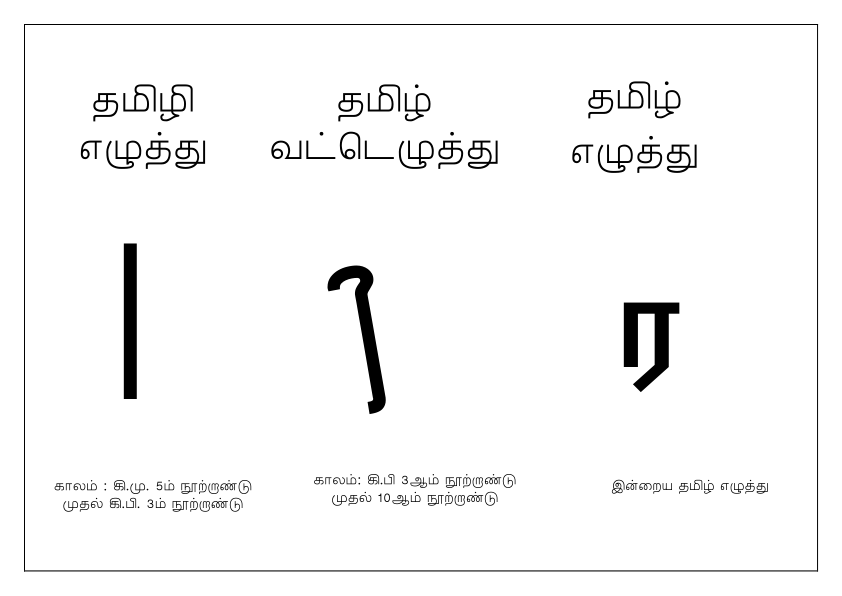 தமிழி
எழுத்து
தமிழ்
வட்டெழுத்து
தமிழ்
எழுத்து
ர
காலம் : கி.மு. 5ம் நூற்றாண்டு
முதல் கி.பி. 3ம் நூற்றாண்டு
காலம்: கி.பி 3ஆம் நூற்றாண்டு
முதல் 10ஆம் நூற்றாண்டு
இன்றைய தமிழ் எழுத்து